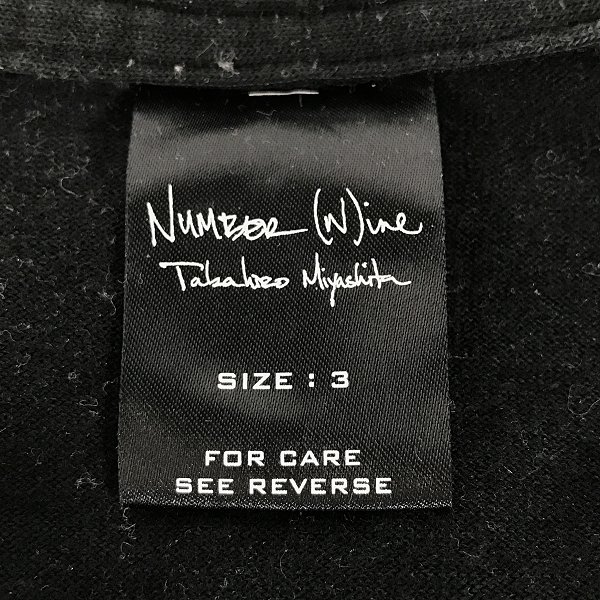 NUMBER (N)ine
Takahiro Miyashita
SIZE : 3
FOR CARE
SEE REVERSE